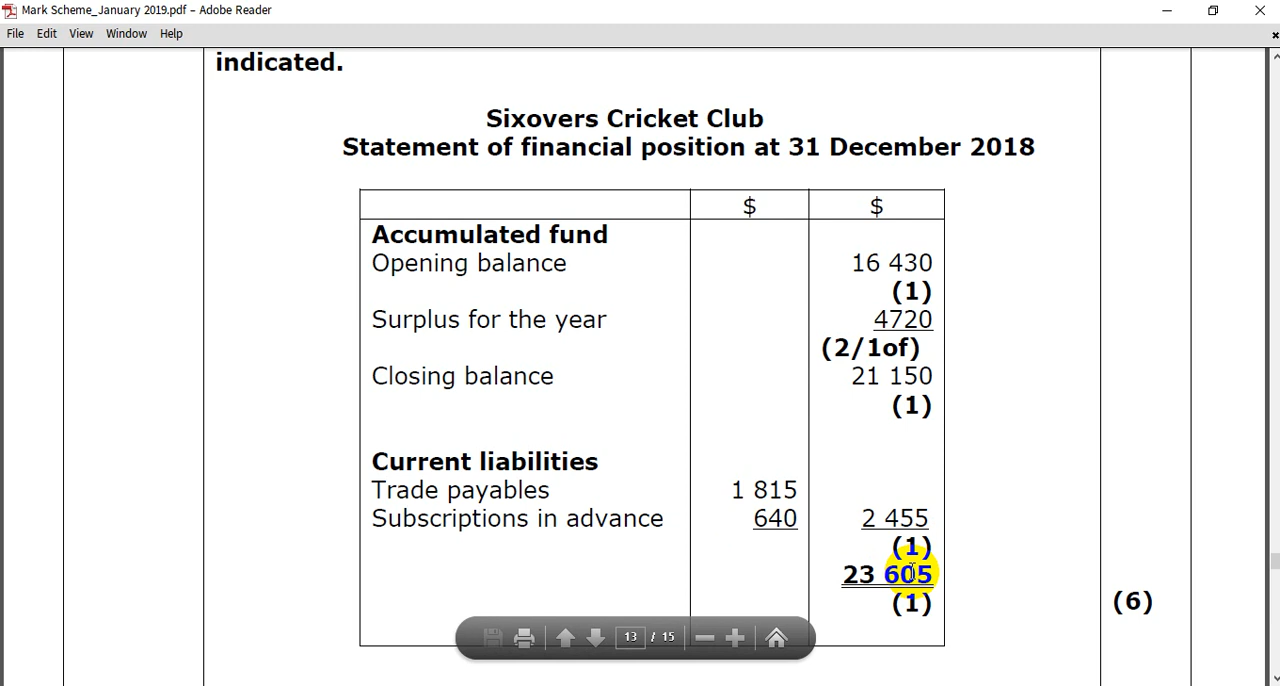 Mark Scheme_January 2019.pdf - Adobe Reader
File Edit View Window Help
indicated.
Sixovers Cricket Club
Statement of financial position at 31 December 2018
$ $
Accumulated fund
Opening balance 16 430
(1)
Surplus for the year 4720
(2/1of)
Closing balance 21 150
(1)
Current liabilities
Trade payables 1 815
Subscriptions in advance 640 2 455
(1)
23 605
(1)
(6)
13 / 15